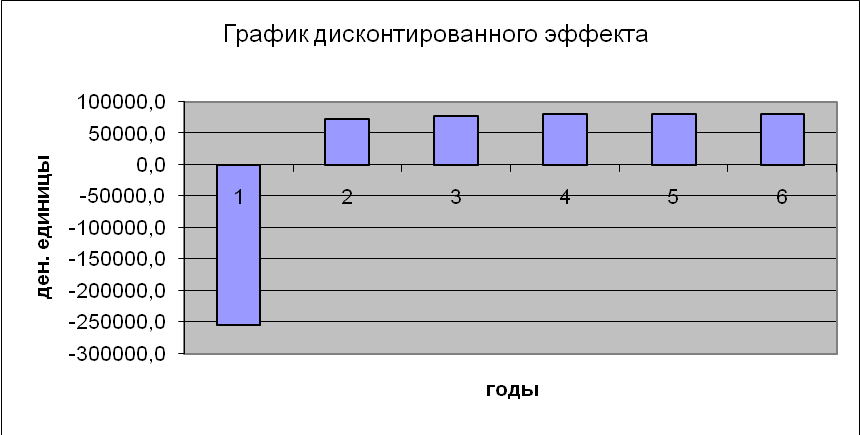 График дисконтированного эффекта
100000,0
50000,0
0,0
-50000,0
-100000,0
-150000,0
-200000,0
-250000,0
-300000,0
ден. единицы
1 2 3 4 5 6
годы